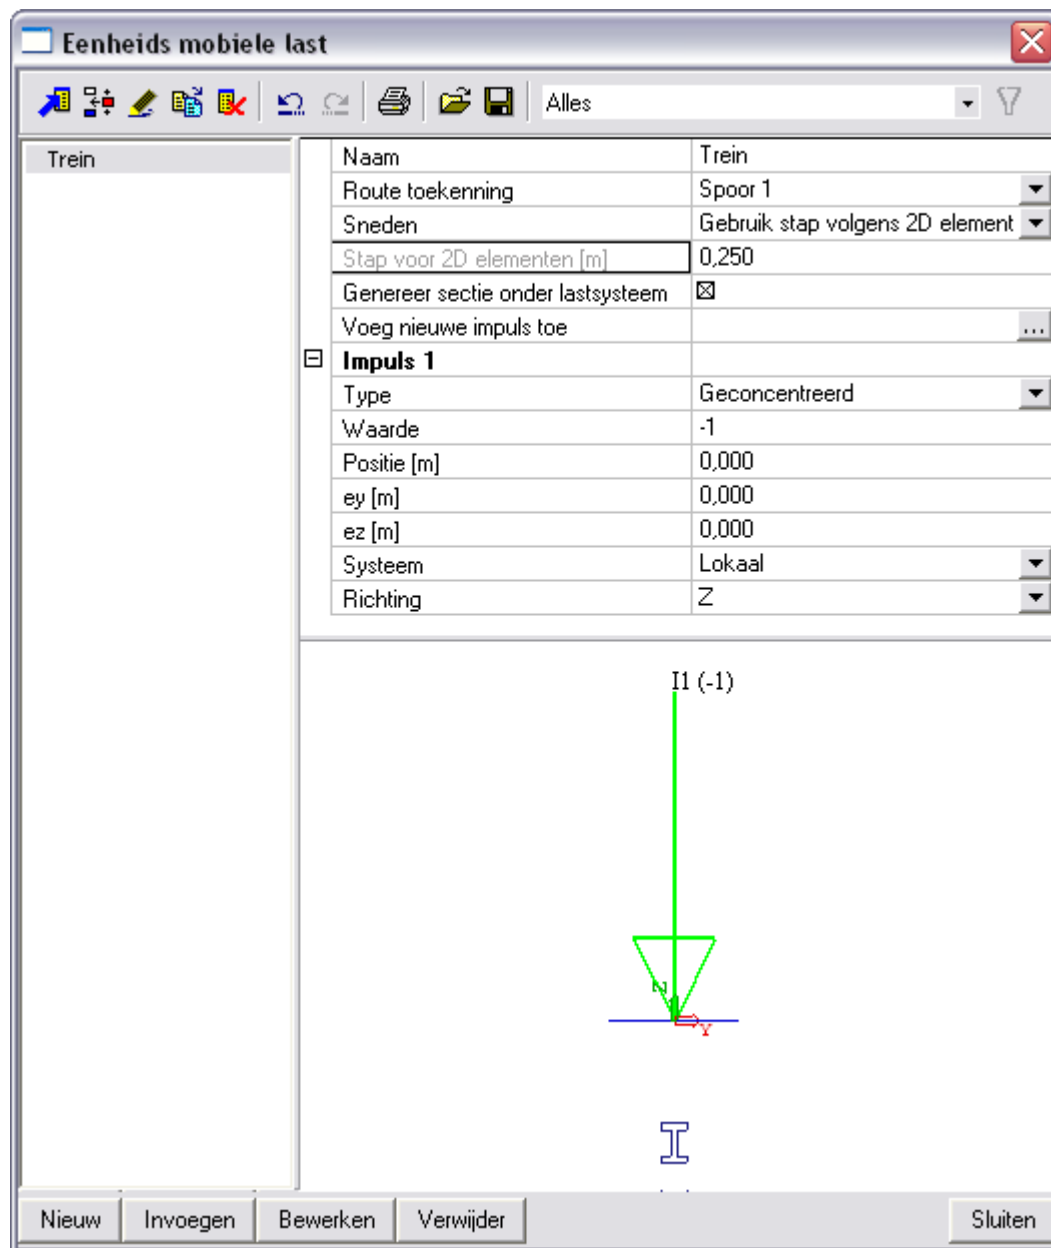 Eenheids mobiele last
Alles
Trein
Naam Trein
Route toekenning Spoor 1
Sneden Gebruik stap volgens 2D element
Stap voor 2D elementen [m] 0,250
Genereer sectie onder lastsysteem
Voeg nieuwe impuls toe ...
Impuls 1
Type Geconcentreerd
Waarde -1
Positie [m] 0,000
ey [m] 0,000
ez [m] 0,000
Systeem Lokaal
Richting Z
I1 (-1)
Z
Y
Nieuw Invoegen Bewerken Verwijder Sluiten